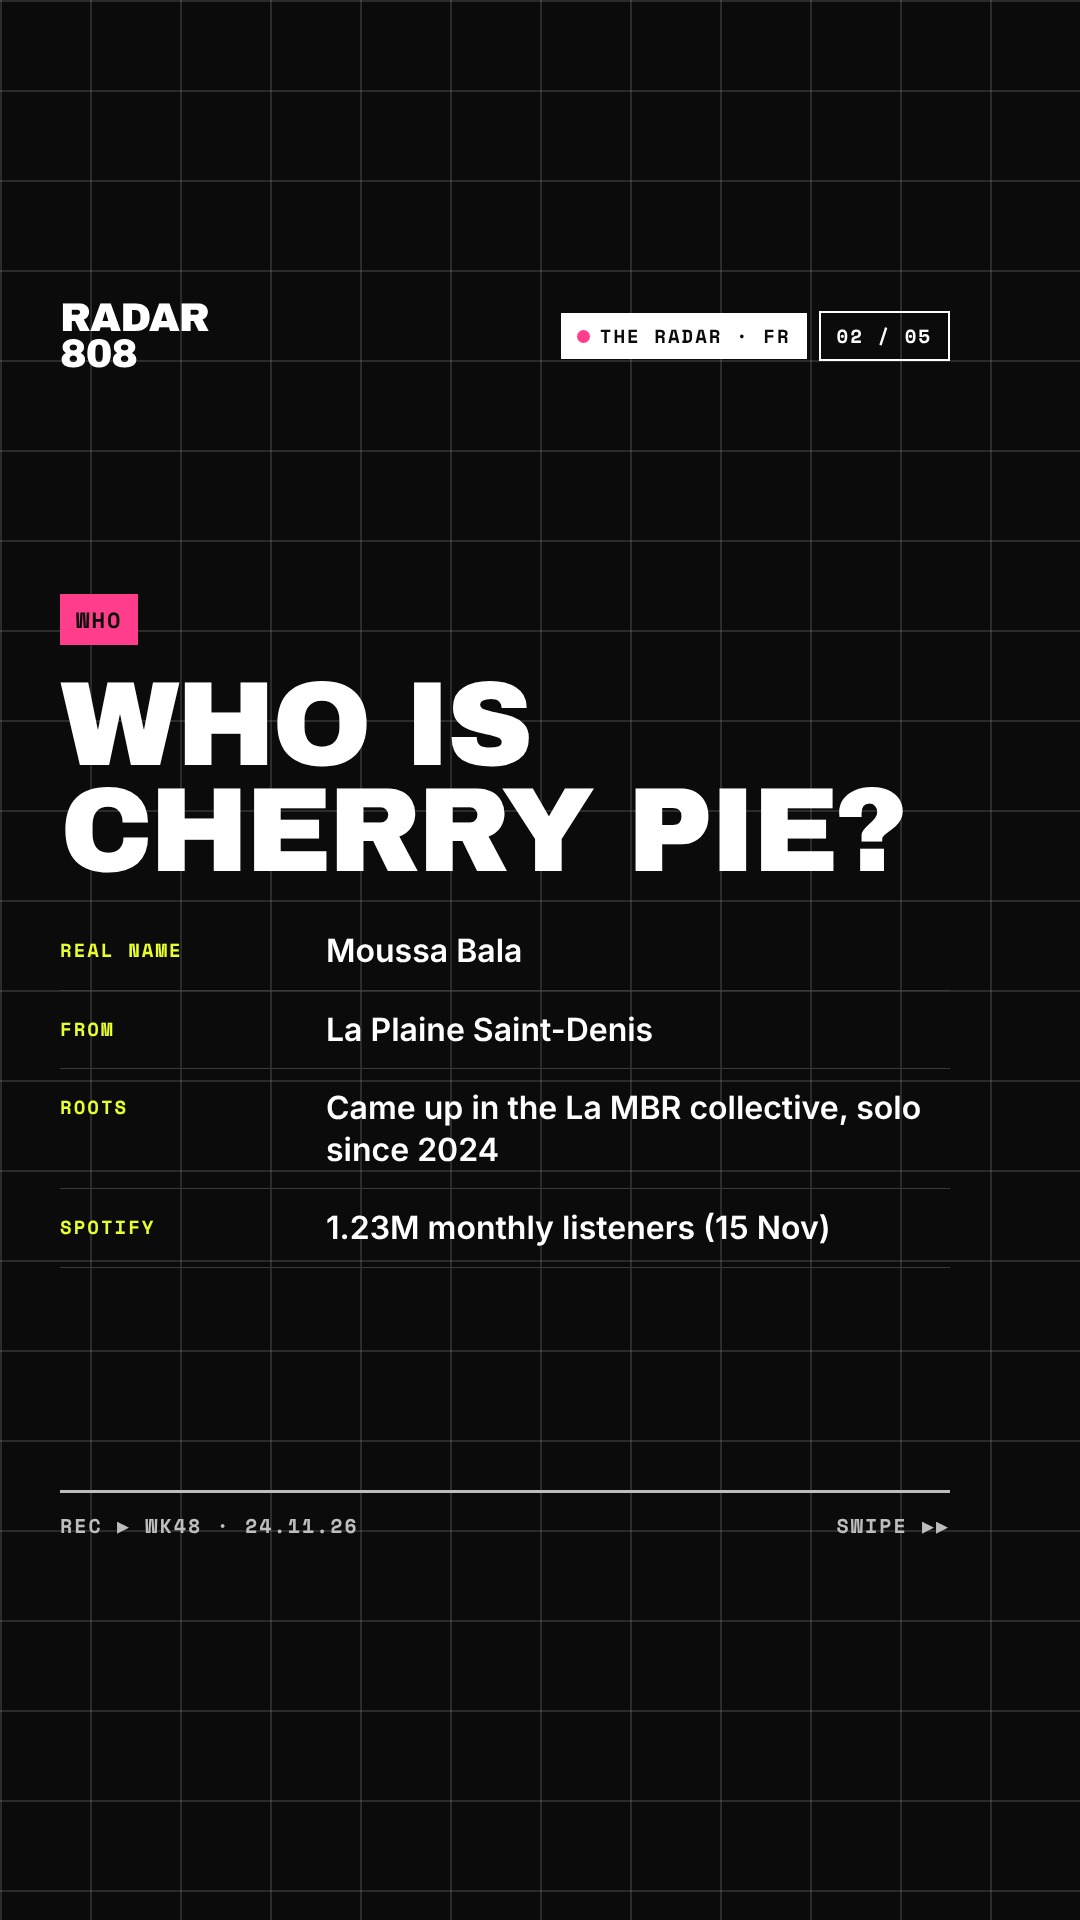 RADAR
808
THE RADAR · FR
02 / 05
WHO
WHO IS
CHERRY PIE?
REAL NAME Moussa Bala
FROM La Plaine Saint-Denis
ROOTS Came up in the La MBR collective, solo
since 2024
SPOTIFY 1.23M monthly listeners (15 Nov)
REC ▶ WK48 · 24.11.26
SWIPE ▶▶